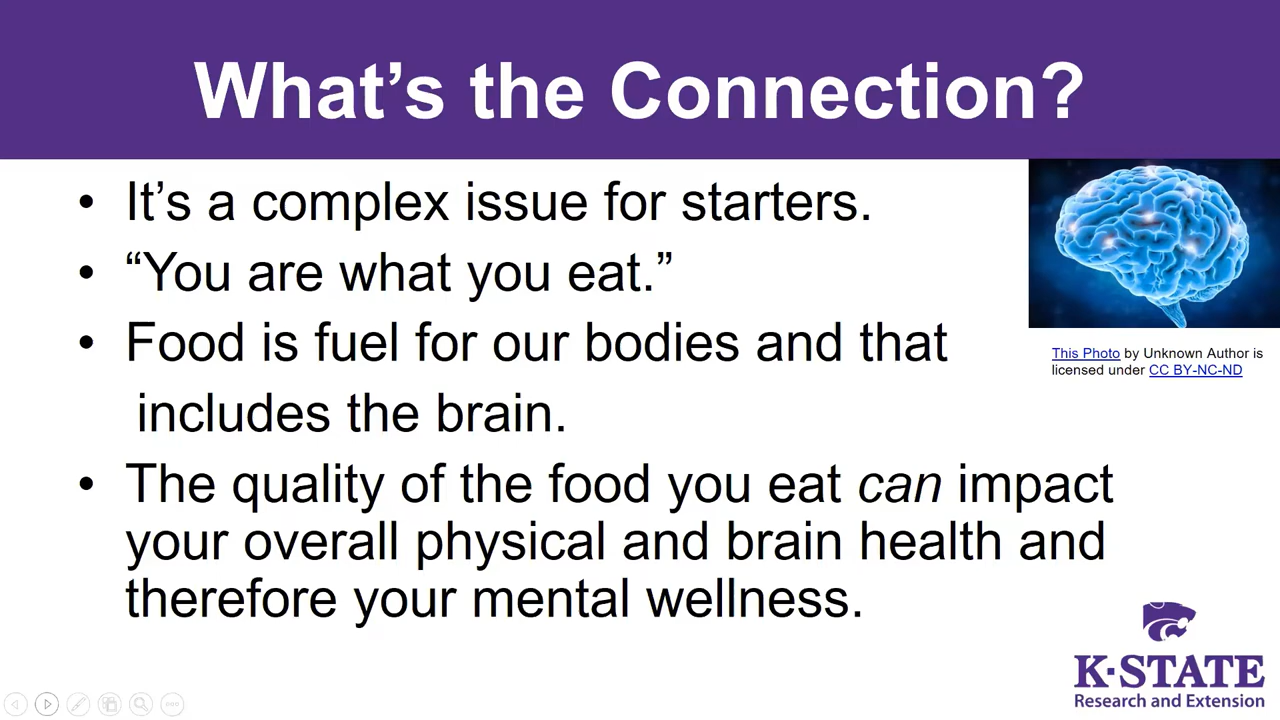 What's the Connection?
• It's a complex issue for starters.
• “You are what you eat.”
• Food is fuel for our bodies and that
includes the brain.
• The quality of the food you eat can impact
your overall physical and brain health and
therefore your mental wellness.
This Photo by Unknown Author is
licensed under CC BY-NC-ND
K-STATE
Research and Extension